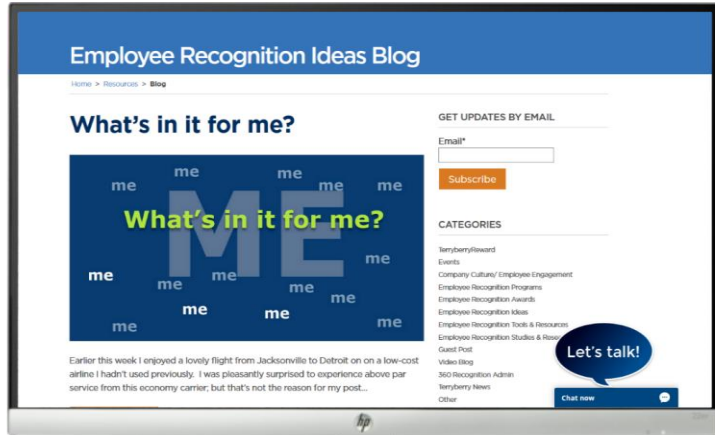 Employee Recognition Ideas Blog
Home > Resources > Blog
What's in it for me?
me
me
me
me
me
ME
What's in it for me?
me
me
me
me
me
me
me
me
me
me
Earlier this week I enjoyed a lovely flight from Jacksonville to Detroit on on a low-cost
airline I hadn't used previously. I was pleasantly surprised to experience above par
service from this economy carrier; but that's not the reason for my post...
GET UPDATES BY EMAIL
Email*
Subscribe
CATEGORIES
TerryberryReward
Events
Company Culture/ Employee Engagement
Employee Recognition Programs
Employee Recognition Awards
Employee Recognition Ideas
Employee Recognition Tools & Resources
Employee Recognition Studies &
Guest Post
Video Blog
360 Recognition Admin
Terryberry News
Other
Let's talk!
Chat now
hp